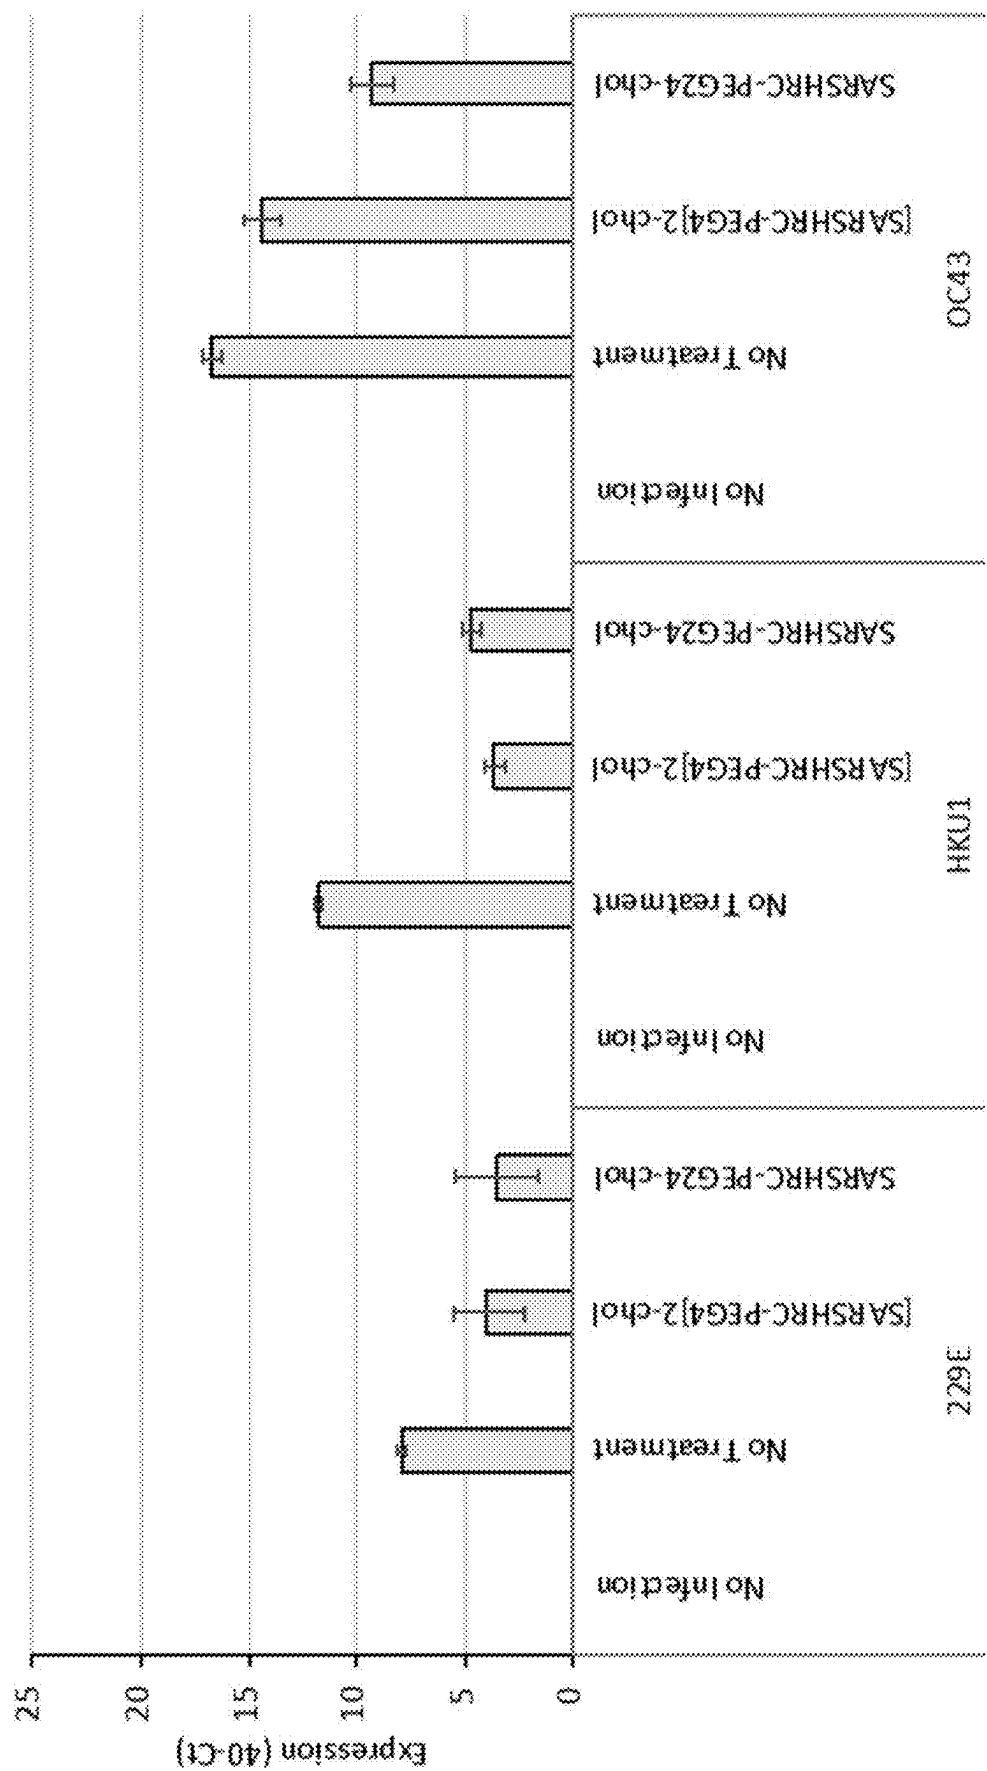 Expression (40-Ct)
25
20
15
10
5
0
No Infection
No Treatment
[SARSHRC-PEG4]2-chol
SARSHRC-PEG24-chol
No Infection
No Treatment
[SARSHRC-PEG4]2-chol
SARSHRC-PEG24-chol
No Infection
No Treatment
[SARSHRC-PEG4]2-chol
SARSHRC-PEG24-chol
229E
HKU1
OC43